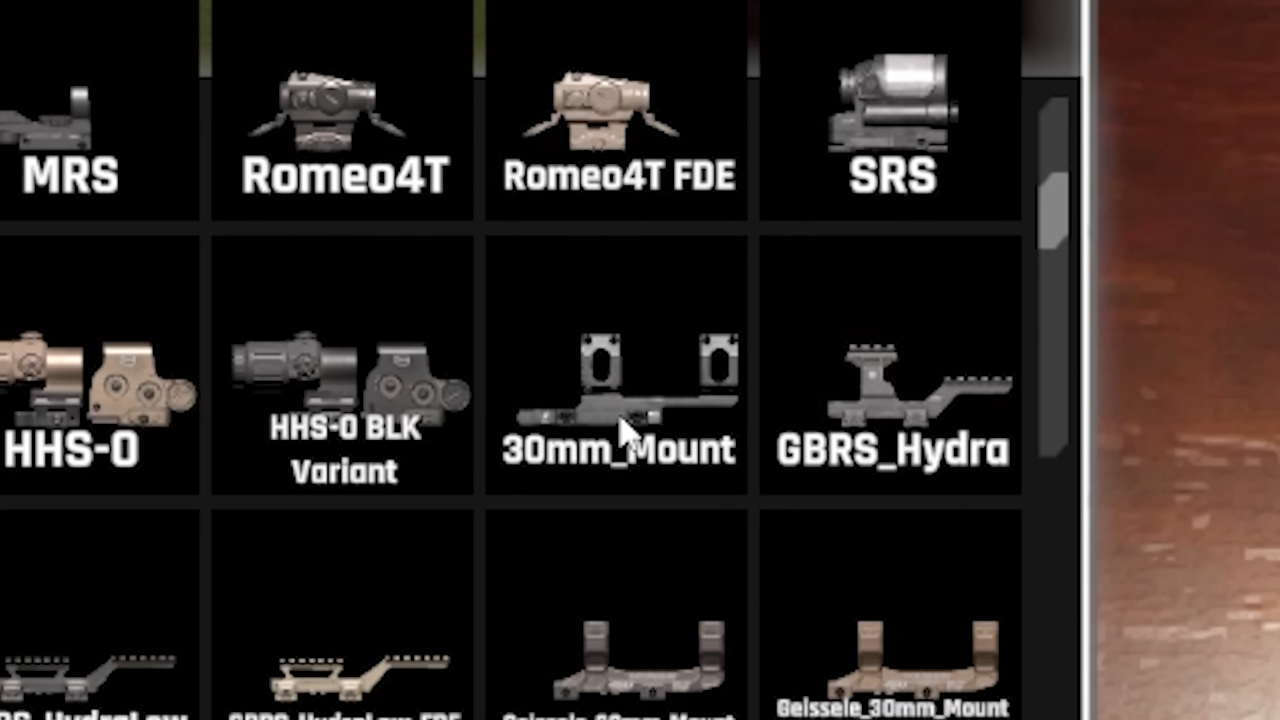 MRS
Romeo4T
Romeo4T FDE
SRS
HHS-0
HHS-0 BLK
Variant
30mm_Mount
GBRS_Hydra
Geissele_30mm_Mount